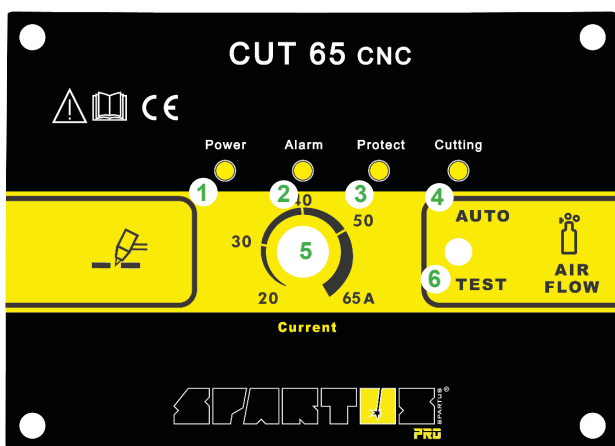 CUT 65 CNC
CE
Power Alarm Protect Cutting
1 2 3 4
40
50
AUTO
30
5
6
TEST
AIR
FLOW
20
65 A
Current
SPARTUS®
SPARTUS
PRO